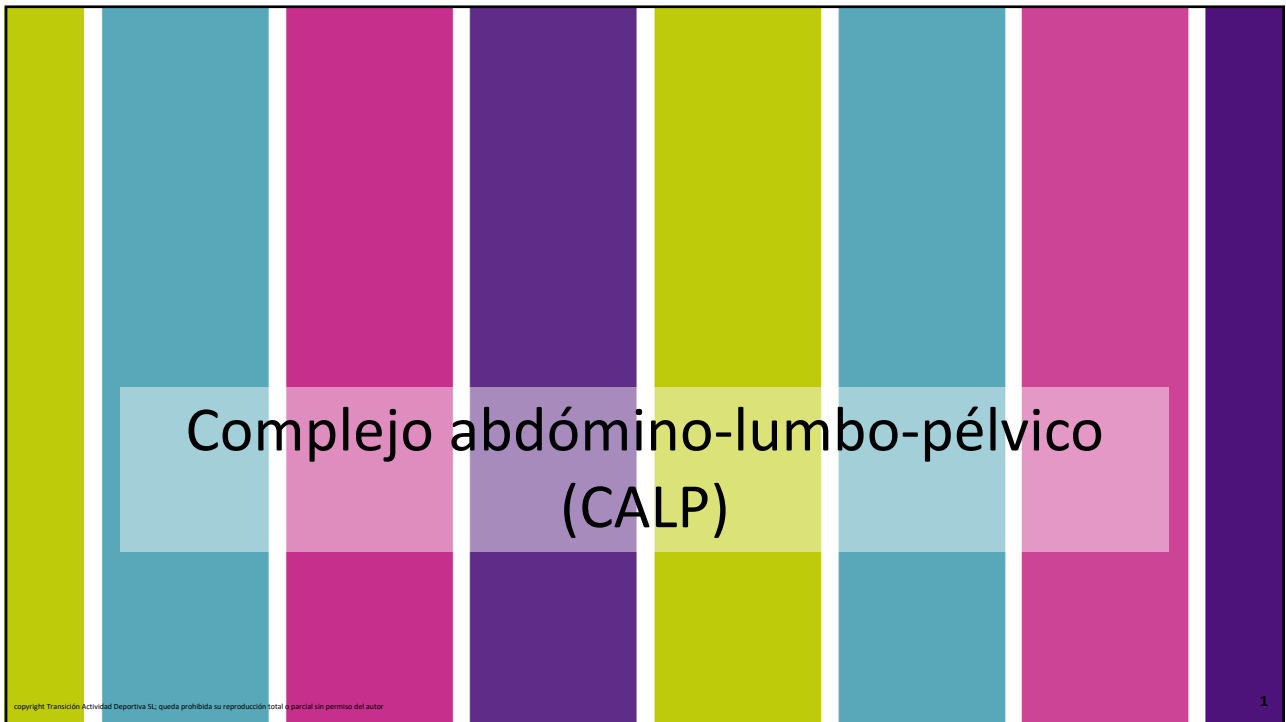 Complejo abdómino-lumbo-pélvico
(CALP)
copyright Transición Actividad Deportiva SL; queda prohibida su reproducción total o parcial sin permiso del autor
1